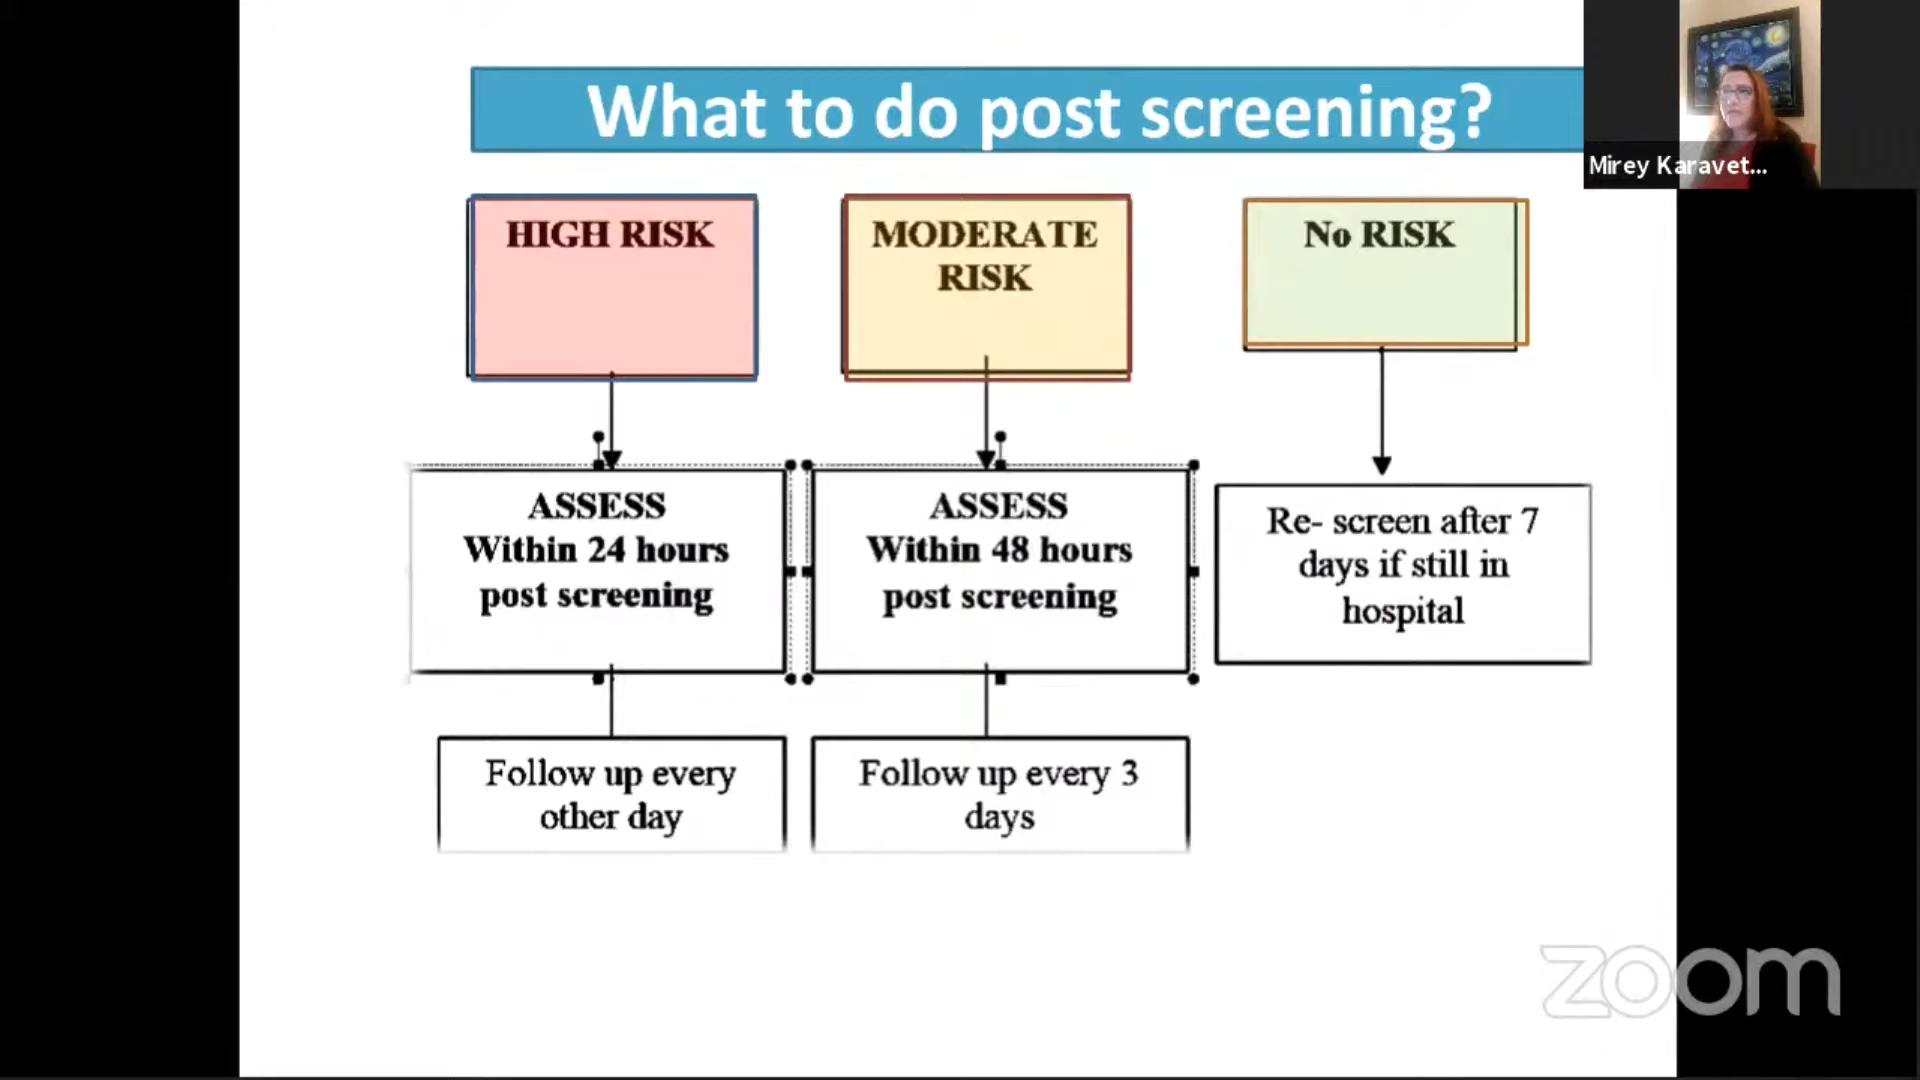 What to do post screening?
Mirey Karavet...
HIGH RISK
MODERATE
RISK
No RISK
ASSESS
Within 24 hours
post screening
ASSESS
Within 48 hours
post screening
Re- screen after 7
days if still in
hospital
Follow up every
other day
Follow up every 3
days
zoom